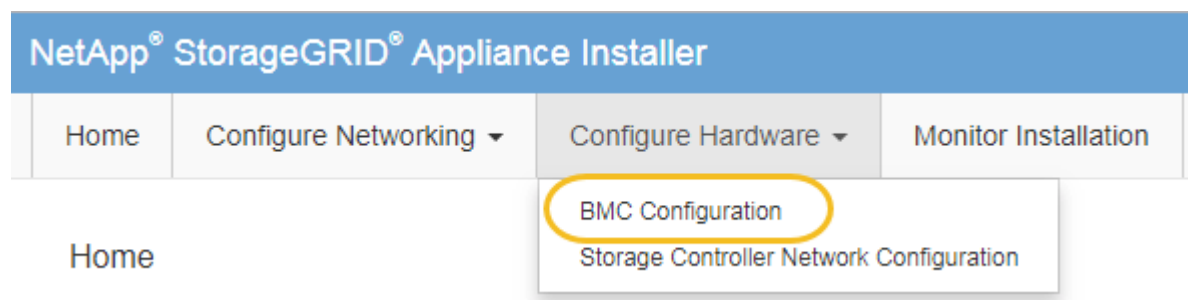 NetApp® StorageGRID® Appliance Installer
Home Configure Networking Configure Hardware Monitor Installation
BMC Configuration
Home
Storage Controller Network Configuration